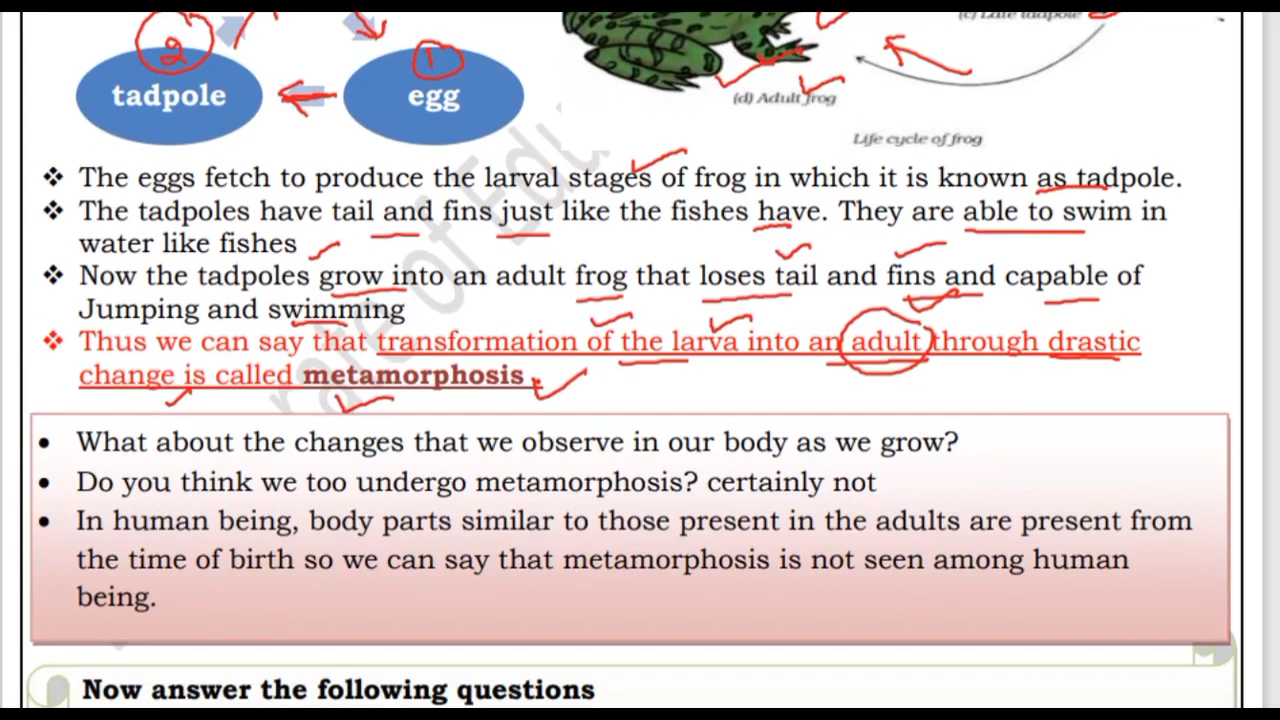 (c) Late tadpole
2
1
tadpole
egg
(d) Adult frog
Life cycle of frog
❖ The eggs fetch to produce the larval stages of frog in which it is known as tadpole.
❖ The tadpoles have tail and fins just like the fishes have. They are able to swim in
water like fishes
❖ Now the tadpoles grow into an adult frog that loses tail and fins and capable of
Jumping and swimming
❖ Thus we can say that transformation of the larva into an adult through drastic
change is called metamorphosis.
• What about the changes that we observe in our body as we grow?
• Do you think we too undergo metamorphosis? certainly not
• In human being, body parts similar to those present in the adults are present from
the time of birth so we can say that metamorphosis is not seen among human
being.
Now answer the following questions